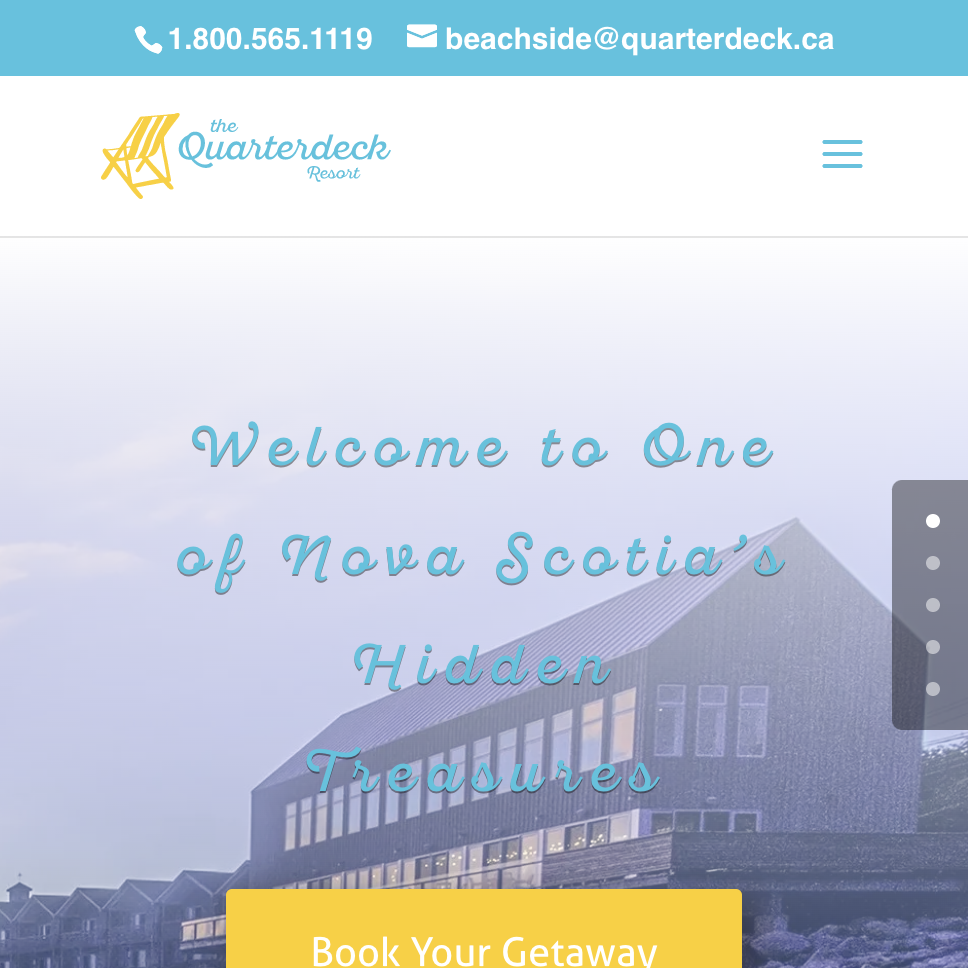 1.800.565.1119 beachside@quarterdeck.ca
the
Quarterdeck
Resort
Welcome to One
of Nova Scotia’s
Hidden
Treasures
Book Your Getaway